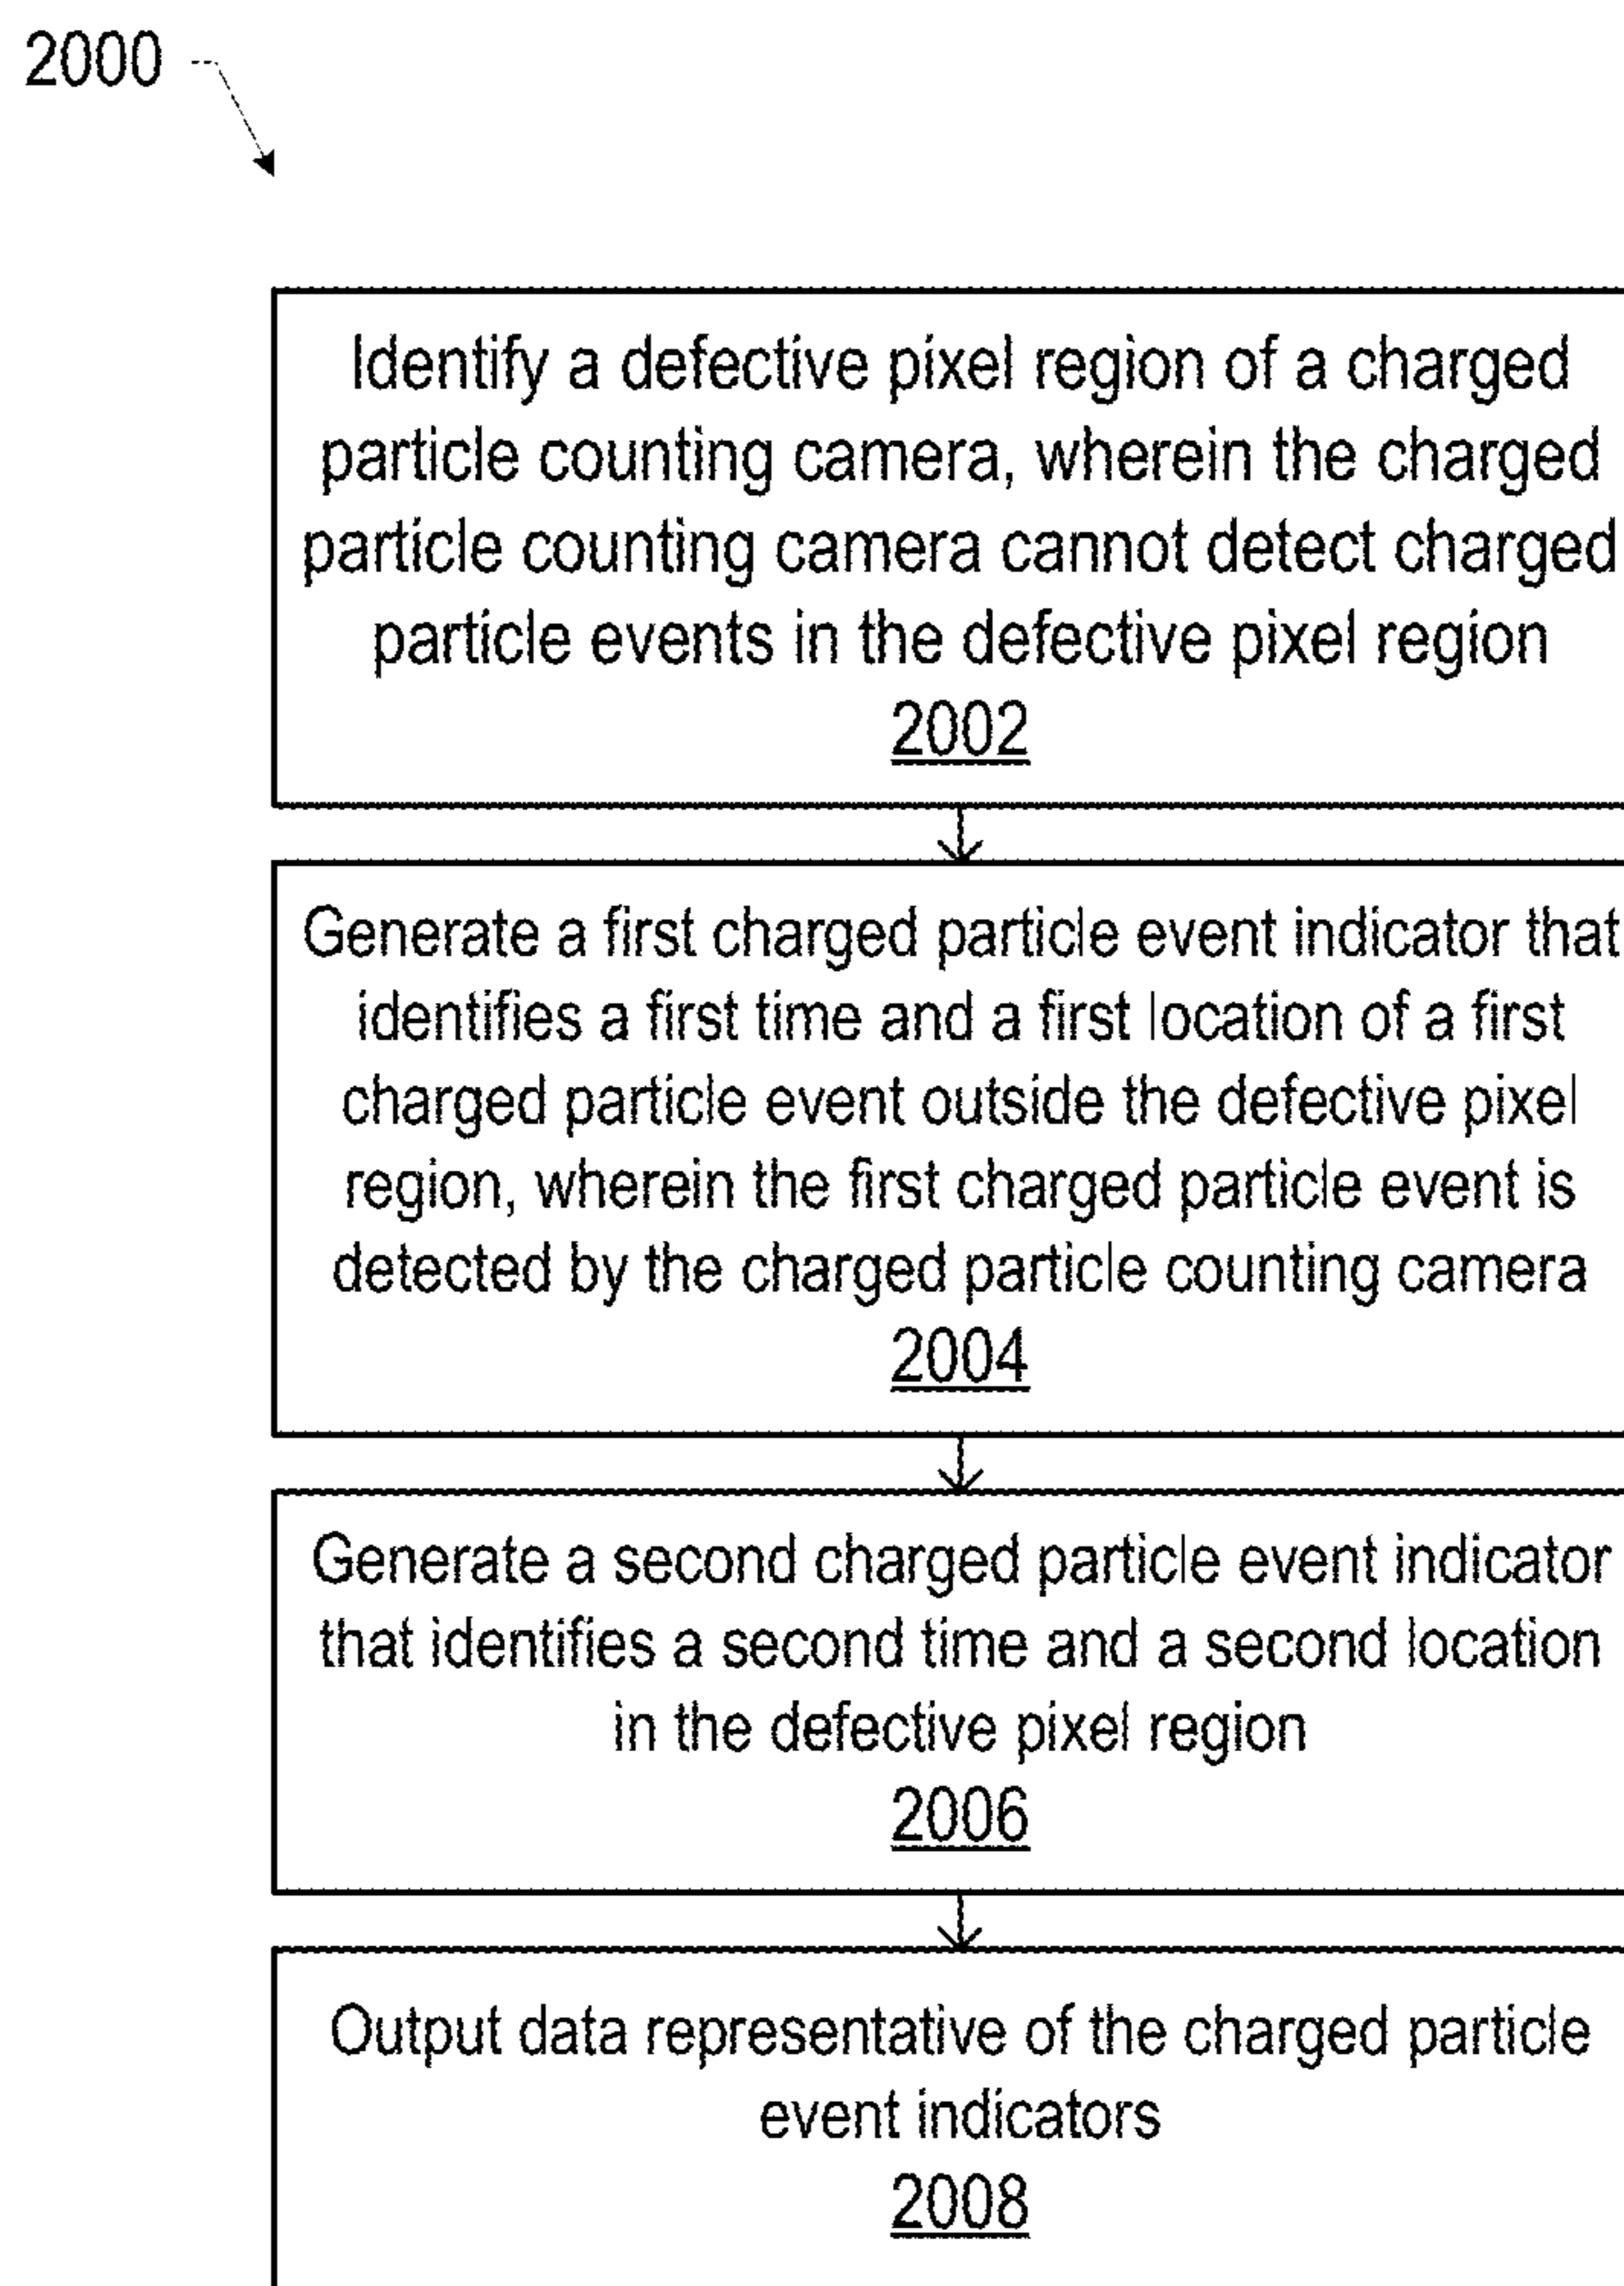 2000
Identify a defective pixel region of a charged
particle counting camera, wherein the charged
particle counting camera cannot detect charged
particle events in the defective pixel region
2002
Generate a first charged particle event indicator that
identifies a first time and a first location of a first
charged particle event outside the defective pixel
region, wherein the first charged particle event is
detected by the charged particle counting camera
2004
Generate a second charged particle event indicator
that identifies a second time and a second location
in the defective pixel region
2006
Output data representative of the charged particle
event indicators
2008